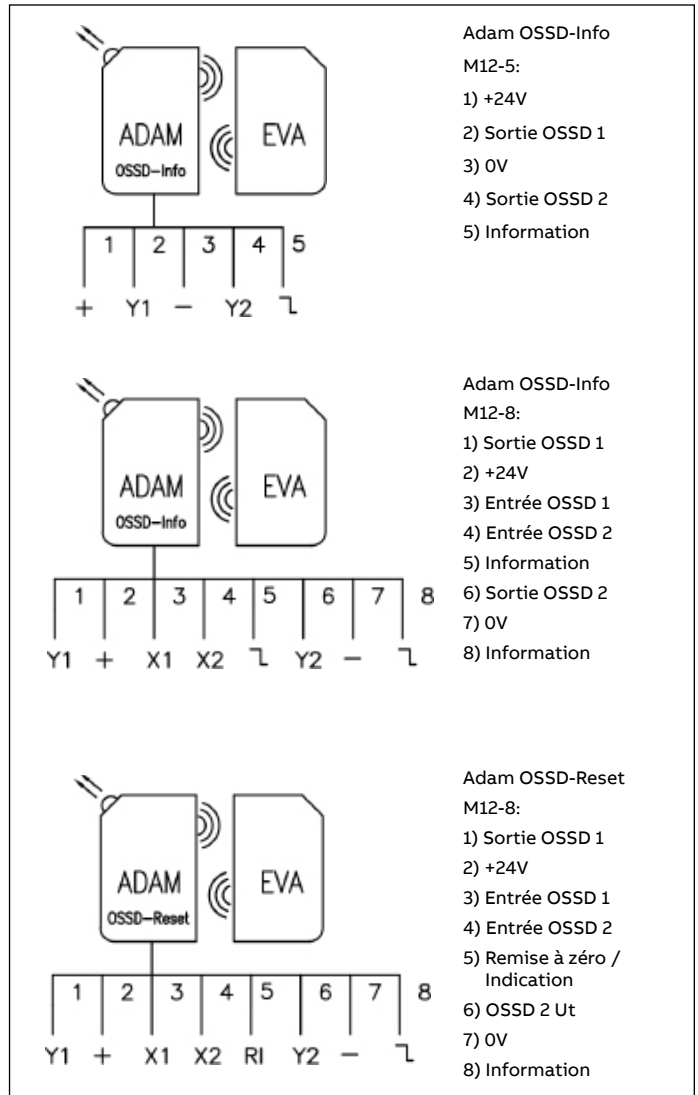 Adam OSSD-Info
M12-5:
1) +24V
2) Sortie OSSD 1
3) 0V
4) Sortie OSSD 2
5) Information
ADAM
OSSD-Info
EVA
1 2 3 4 5
+ Y1 – Y2
Adam OSSD-Info
M12-8:
1) Sortie OSSD 1
2) +24V
3) Entrée OSSD 1
4) Entrée OSSD 2
5) Information
6) Sortie OSSD 2
7) 0V
8) Information
ADAM
OSSD-Info
EVA
1 2 3 4 5 6 7 8
Y1 + X1 X2 Y2 –
Adam OSSD-Reset
M12-8:
1) Sortie OSSD 1
2) +24V
3) Entrée OSSD 1
4) Entrée OSSD 2
5) Remise à zéro /
Indication
6) OSSD 2 Ut
7) 0V
8) Information
ADAM
OSSD-Reset
EVA
1 2 3 4 5 6 7 8
Y1 + X1 X2 RI Y2 –